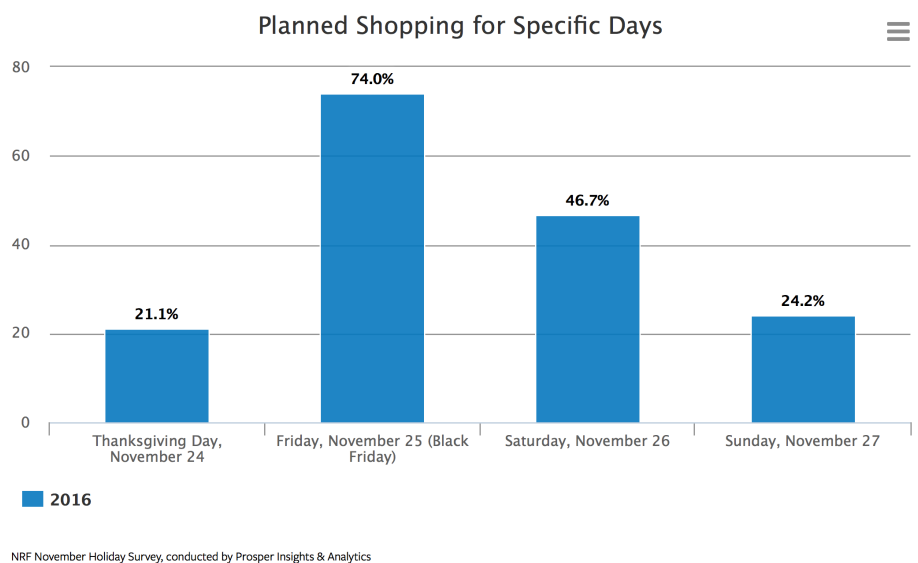 Planned Shopping for Specific Days
80
74.0%
60
46.7%
40
24.2%
21.1%
20
0
Thanksgiving Day,
November 24
Friday, November 25 (Black
Friday)
Saturday, November 26
Sunday, November 27
2016
NRF November Holiday Survey, conducted by Prosper Insights & Analytics